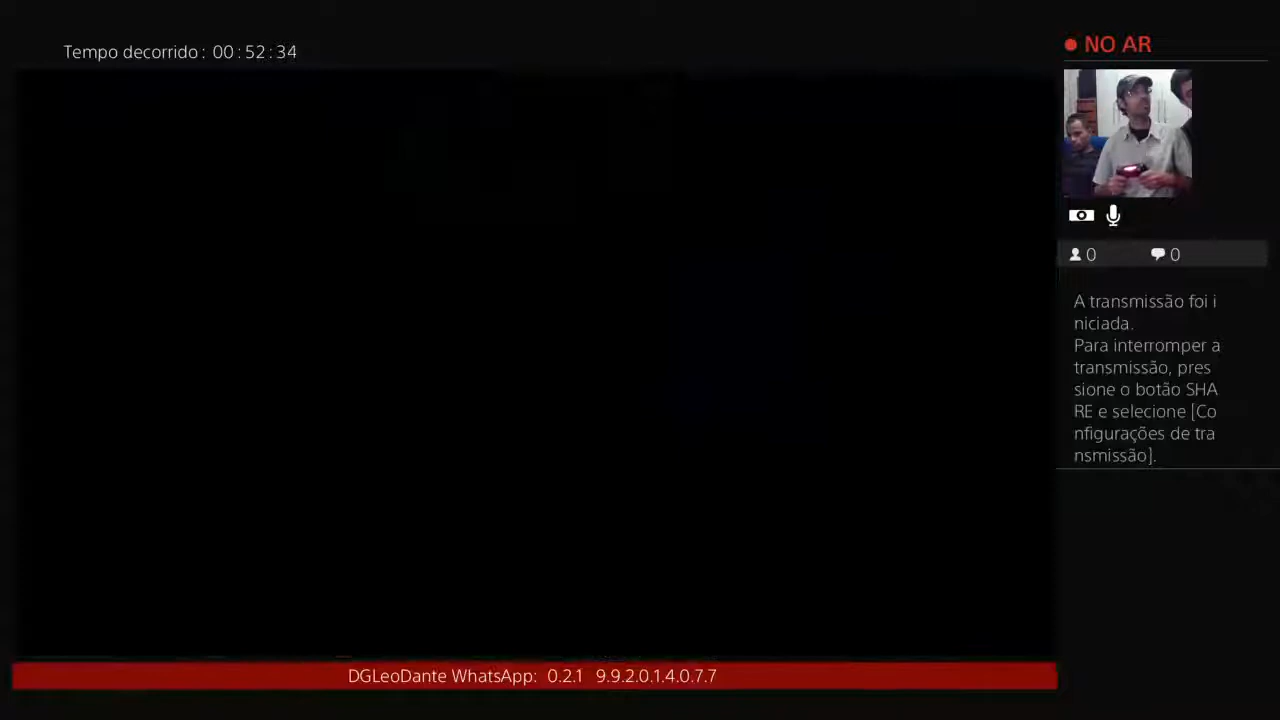 Tempo decorrido: 00:52:34
NO AR
0
0
A transmissão foi i
niciada.
Para interromper a
transmissão, pres
sione o botão SHA
RE e selecione [Co
nfigurações de tra
nsmissão].
DGLeoDante WhatsApp: 0.2.1 9.9.2.0.1.4.0.7.7